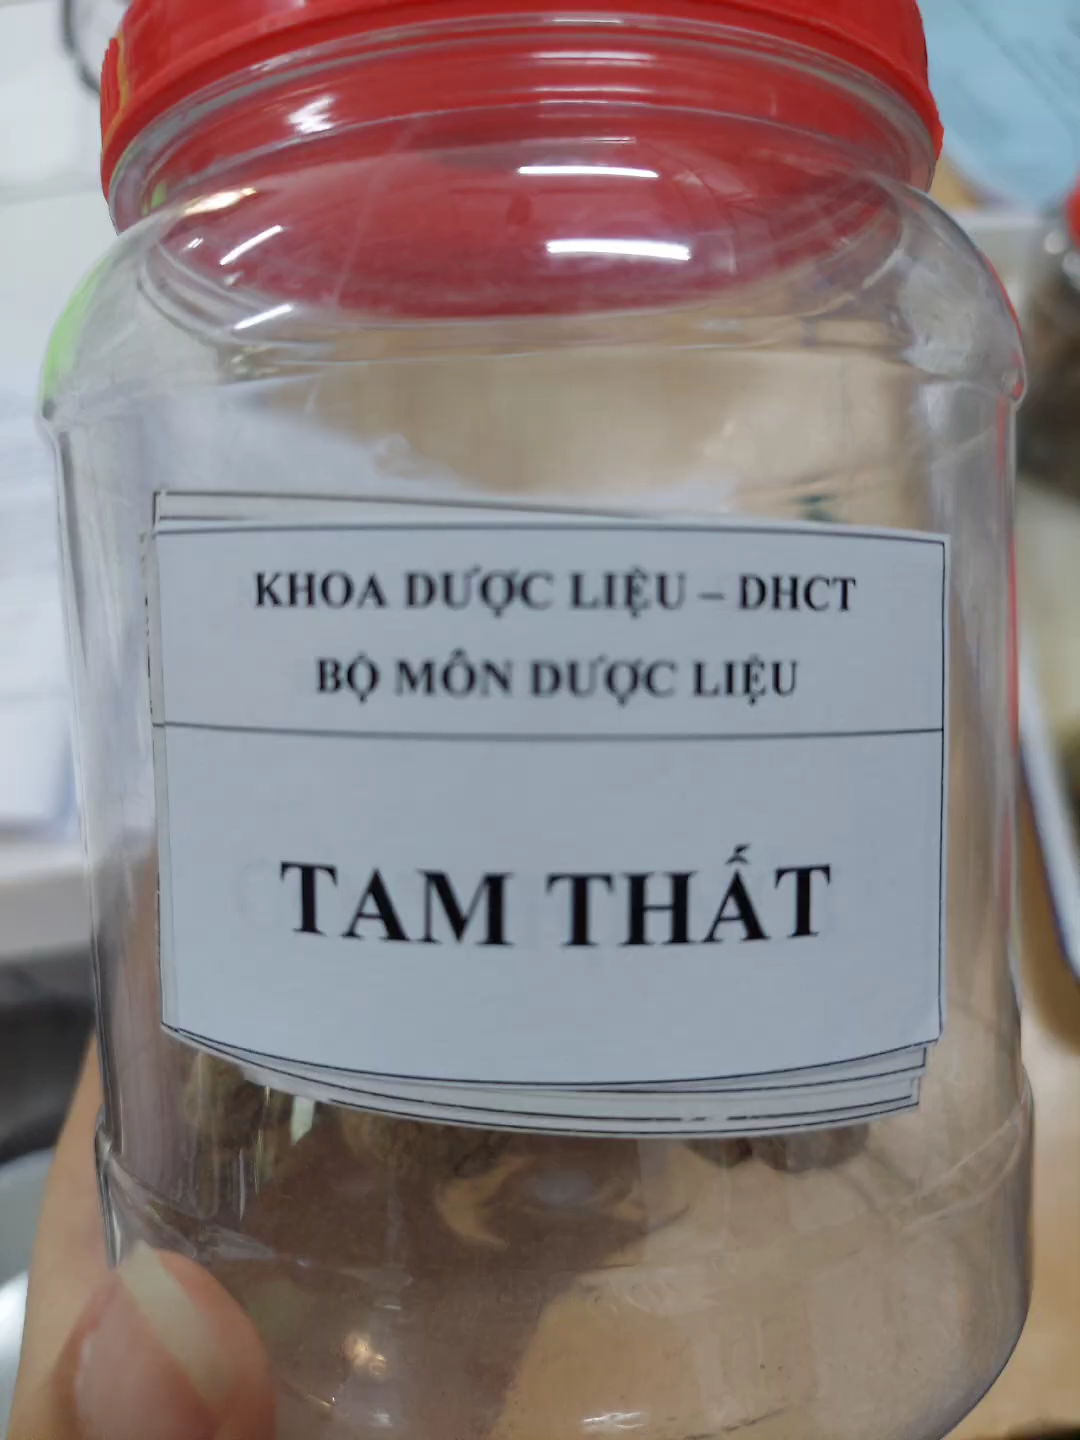 KHOA DƯỢC LIỆU – DHCT
BỘ MÔN DƯỢC LIỆU
TAM THẤT